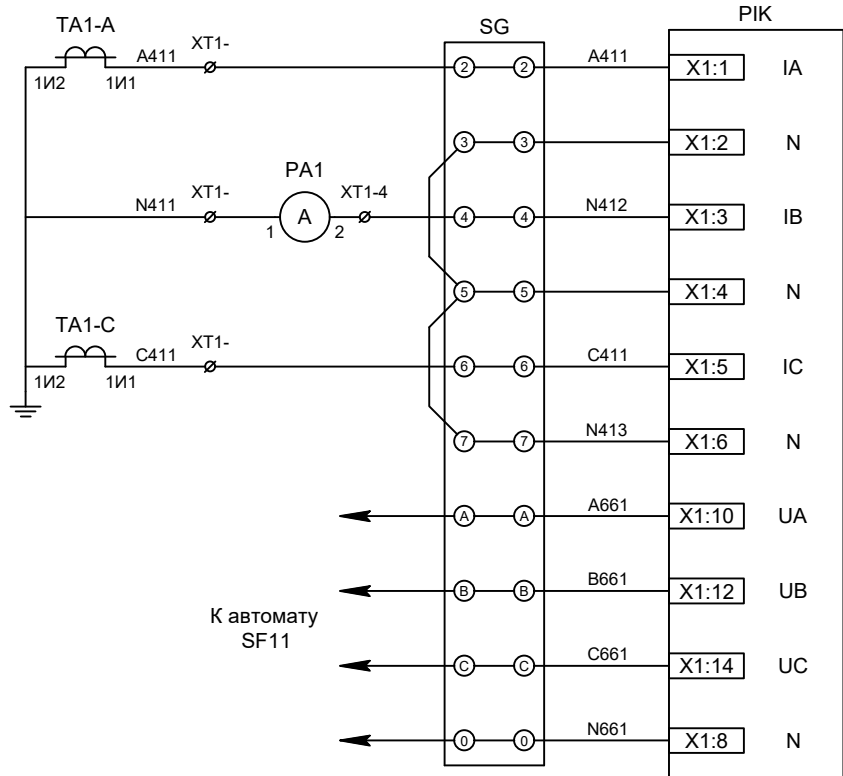 PIK
SG
TA1-A
A411
XT1-
1И2
1И1
2
2
A411
X1:1
IA
3
3
X1:2
N
PA1
N411
XT1-
XT1-4
1
A
2
4
4
N412
X1:3
IB
5
5
X1:4
N
TA1-C
C411
XT1-
1И2
1И1
6
6
C411
X1:5
IC
7
7
N413
X1:6
N
A
A
A661
X1:10
UA
B
B
B661
X1:12
UB
К автомату
SF11
C
C
C661
X1:14
UC
0
0
N661
X1:8
N